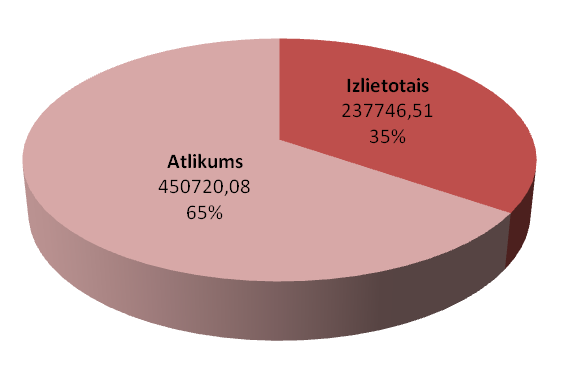 Izlietotais
237746,51
35%
Atlikums
450720,08
65%